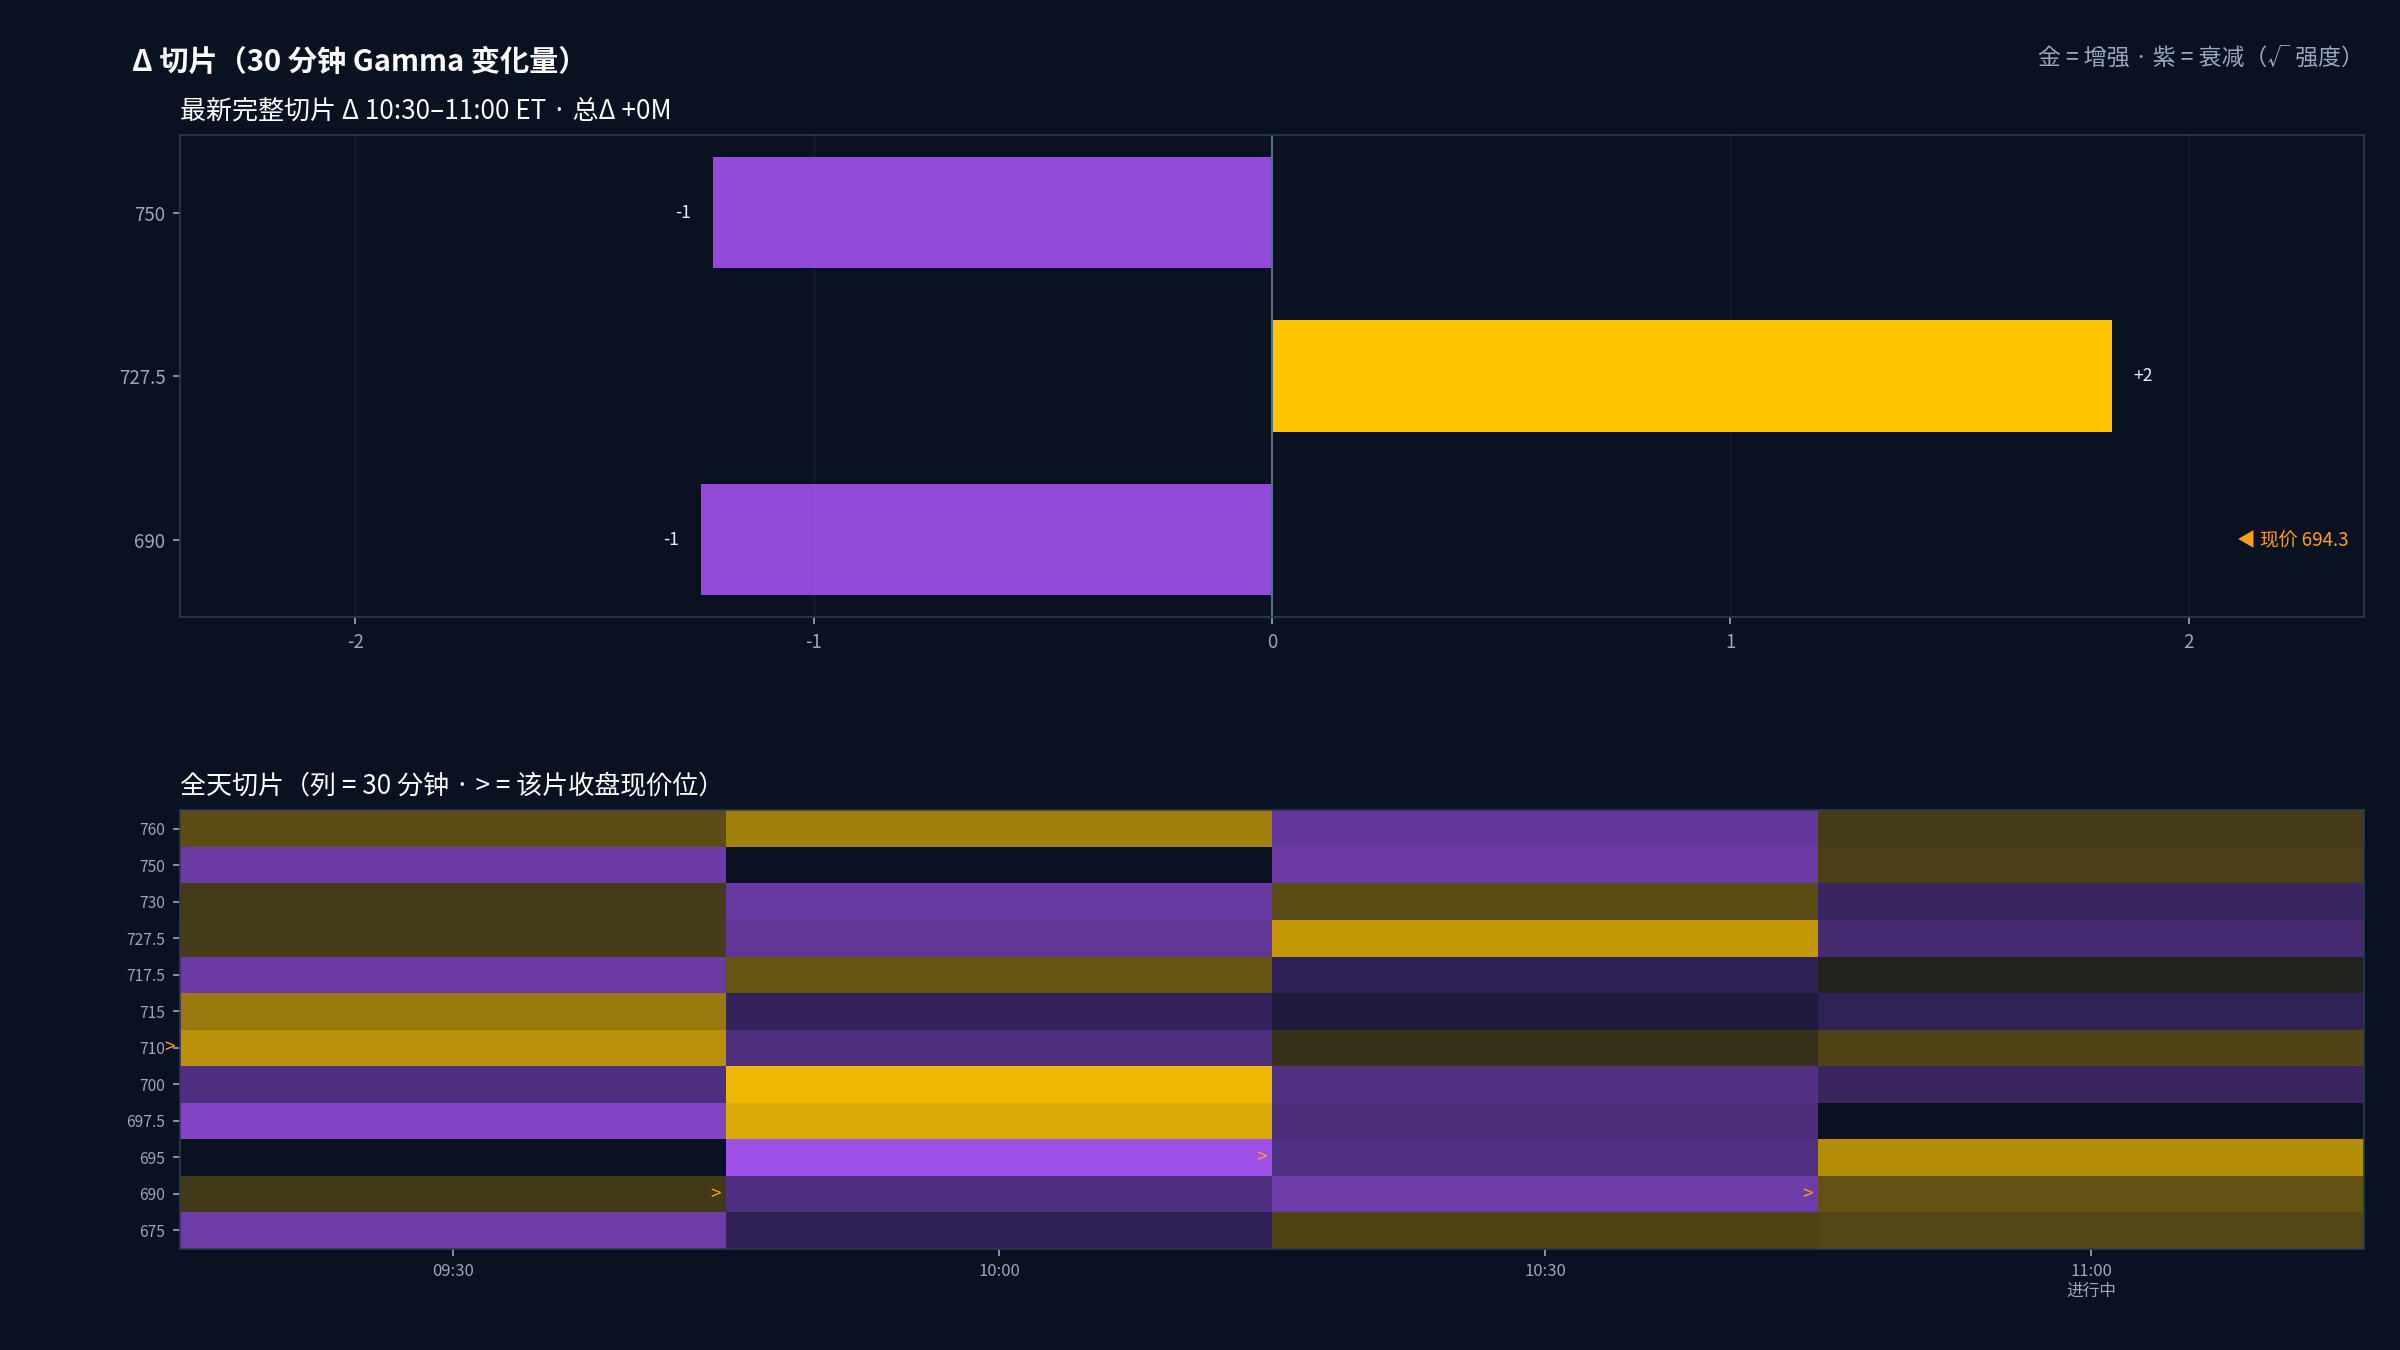 Δ 切片（30 分钟 Gamma 变化量）
金 = 增强 · 紫 = 衰减（√ 强度）
最新完整切片 Δ 10:30–11:00 ET · 总Δ +0M
750
-1
727.5
+2
690
-1
◀ 现价 694.3
-2 -1 0 1 2
全天切片（列 = 30 分钟 · > = 该片收盘现价位）
760
750
730
727.5
717.5
715
710 >
700
697.5
695 >
690 > >
675
09:30 10:00 10:30 11:00
进行中